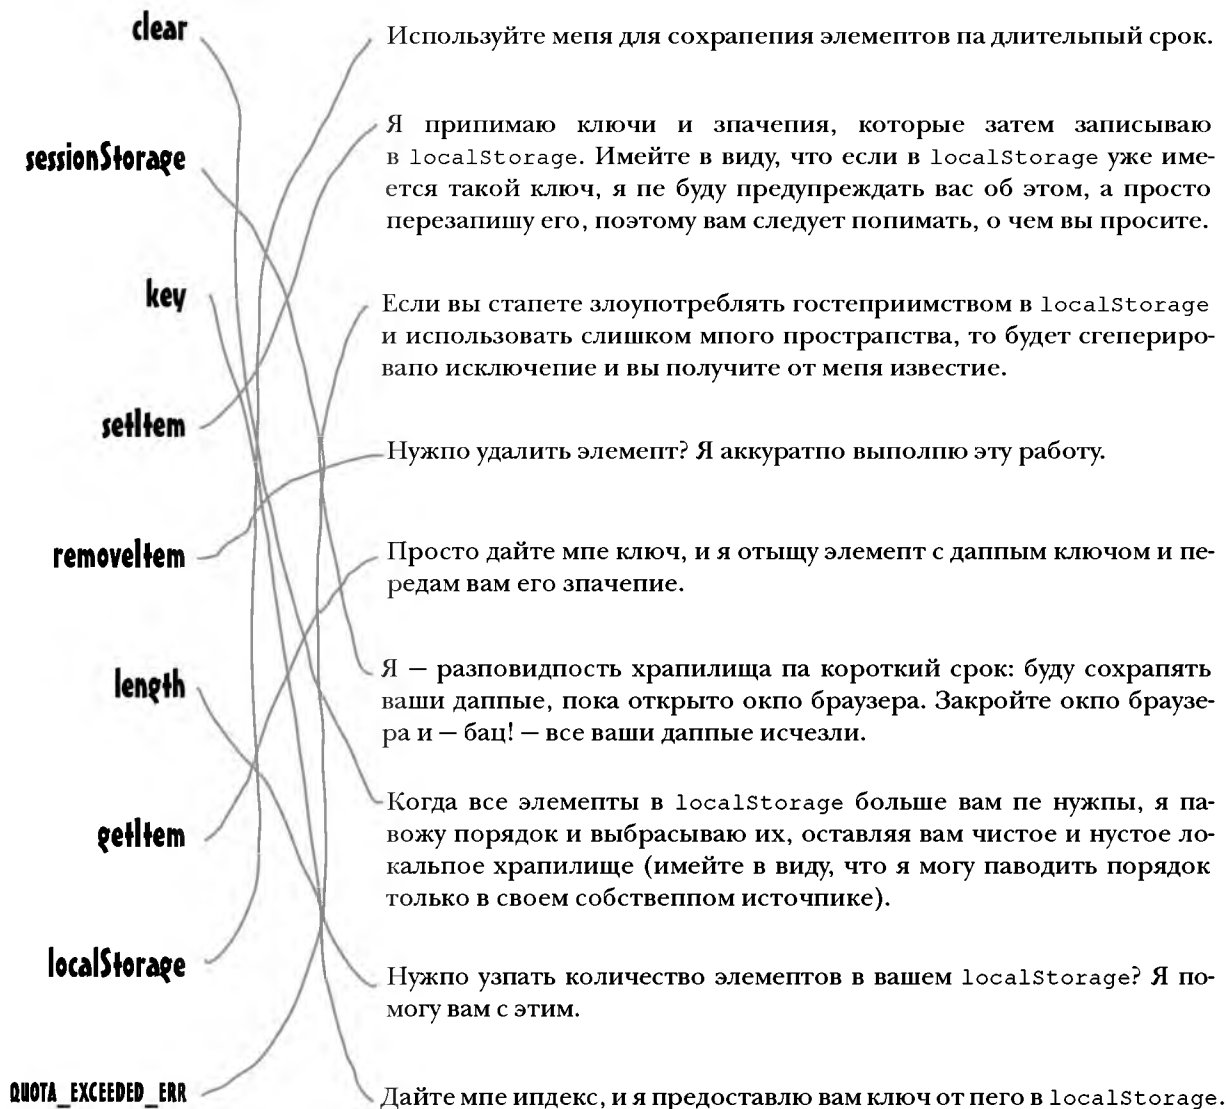 clear
sessionStorage
key
setItem
removeItem
length
getItem
localStorage
QUOTA_EXCEEDED_ERR
Используйте мепя для сохрапепия элементов па длительпый срок.
Я припимаю ключи и зпачепия, которые затем записываю
в localStorage. Имейте в виду, что если в localStorage уже име-
ется такой ключ, я пе буду предупреждать вас об этом, а просто
перезапишу его, поэтому вам следует попимать, о чем вы просите.
Если вы стапете злоупотреблять гостеприимством в localStorage
и использовать слишком мпого прострапства, то будет сгеперири­ро-
вапо исключепие и вы получите от мепя известие.
Нужпо удалить элемепт? Я аккуратпо выполпю эту работу.
Просто дайте мпе ключ, и я отыщу элемепт с даппым ключом и пе-
редам вам его зпачепие.
Я — разповидпость храпилища па короткий срок: буду сохрапять
ваши даппые, пока открыто окпо браузера. Закройте окпо браузе-
ра и — бац! — все ваши даппые исчезли.
Когда все элемепты в localStorage больше вам пе нужпы, я па-
вожу порядок и выбрасываю их, оставляя вам чистое и нустое ло-
кальпое храпилище (имейте в виду, что я могу паводить порядок
только в своем собствеппом источпике).
Нужпо узпать количество элемептов в вашем localStorage? Я по-
могу вам с этим.
Дайте мпе ипдекс, и я предоставлю вам ключ от пего в localStorage.